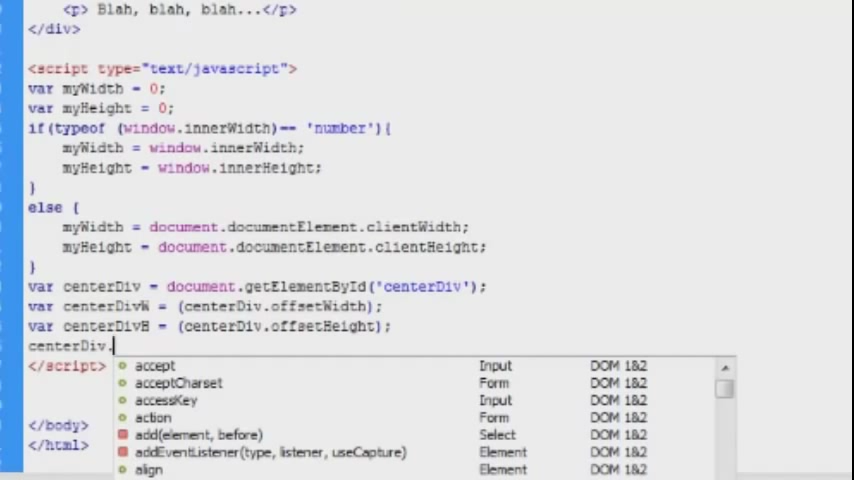 <p> Blah, blah, blah...</p>
</div>
<script type="text/javascript">
var myWidth = 0;
var myHeight = 0;
if(typeof (window.innerWidth)== 'number'){
myWidth = window.innerWidth;
myHeight = window.innerHeight;
}
else {
myWidth = document.documentElement.clientWidth;
myHeight = document.documentElement.clientHeight;
}
var centerDiv = document.getElementById('centerDiv');
var centerDivW = (centerDiv.offsetWidth);
var centerDivH = (centerDiv.offsetHeight);
centerDiv.
</script> accept Input DOM 1&2
acceptCharset Form DOM 1&2
accessKey Input DOM 1&2
action Form DOM 1&2
</body> add(element, before) Select DOM 1&2
</html> addEventListener(type, listener, useCapture) Element DOM 1&2
align Element DOM 1&2